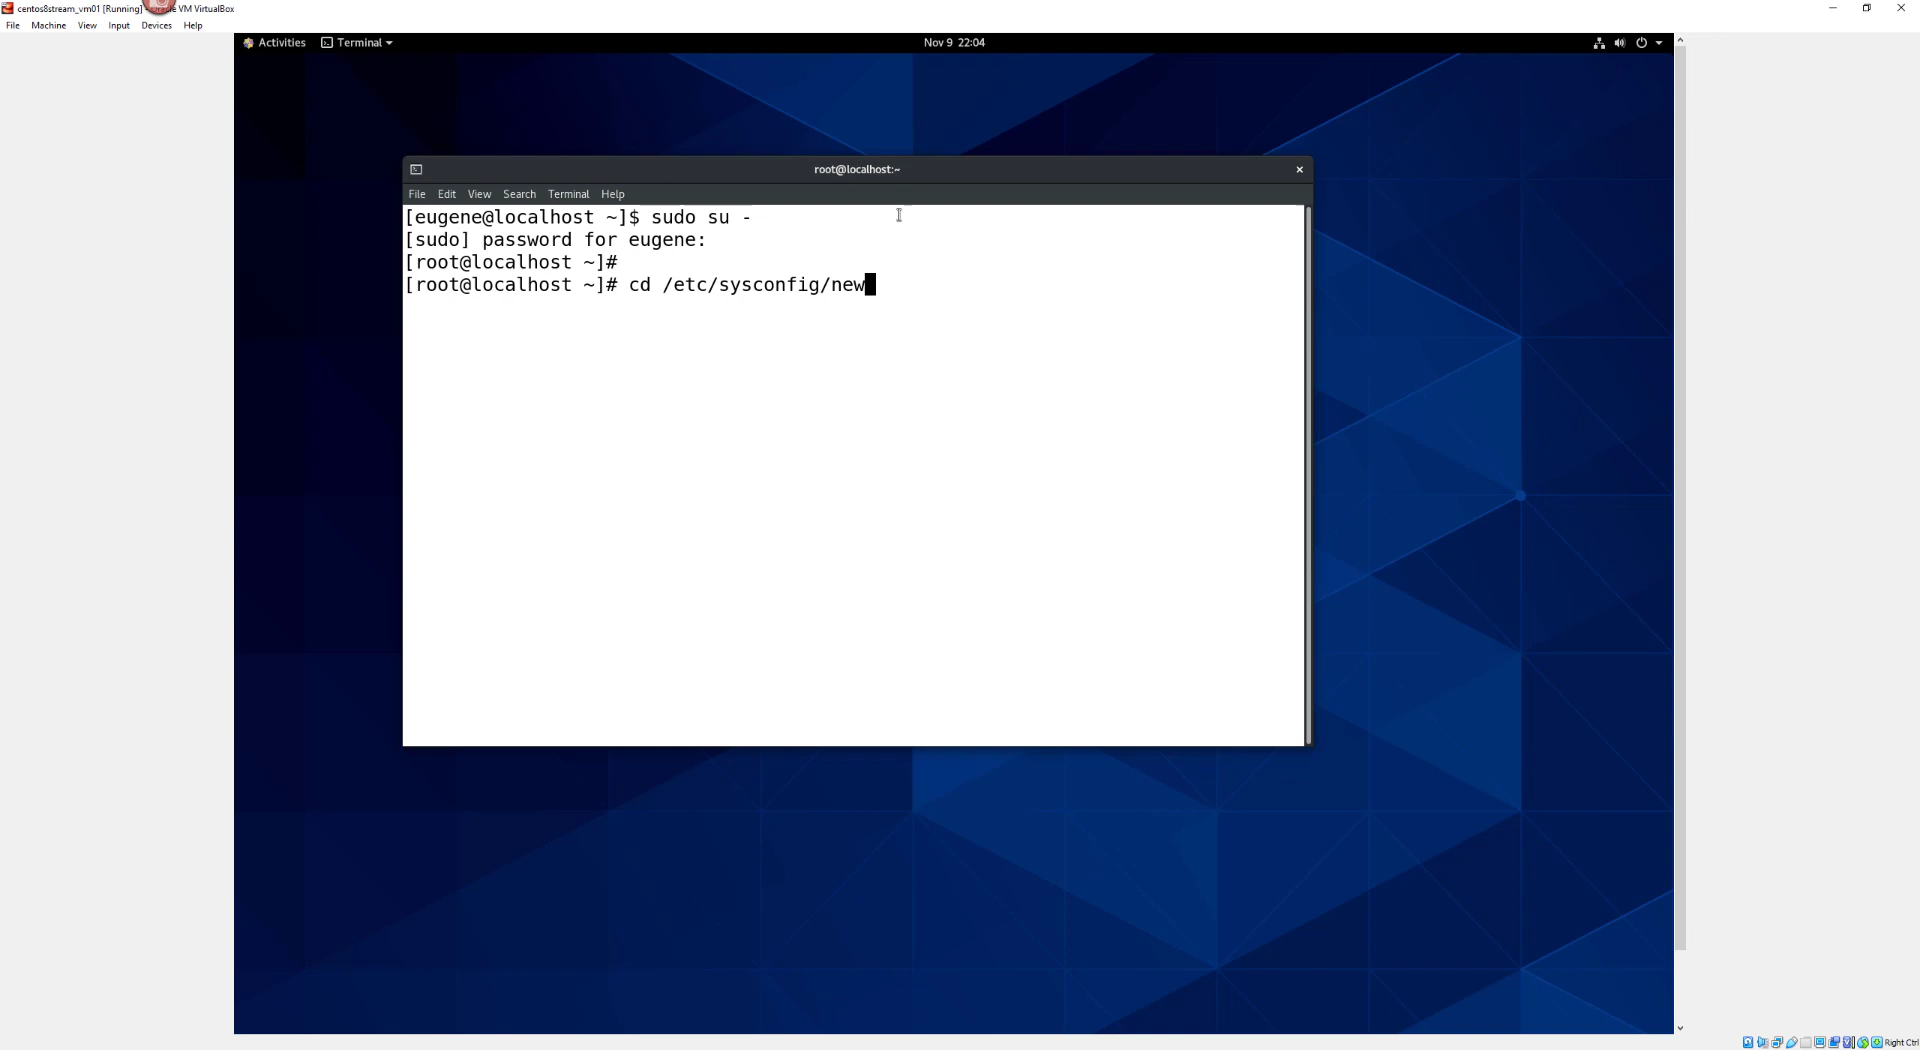 centos8stream_vm01 [Running] - Oracle VM VirtualBox
File Machine View Input Devices Help
Activities Terminal Nov 9 22:04
root@localhost:~
File Edit View Search Terminal Help
[eugene@localhost ~]$ sudo su -
[sudo] password for eugene:
[root@localhost ~]#
[root@localhost ~]# cd /etc/sysconfig/new
Right Ctrl